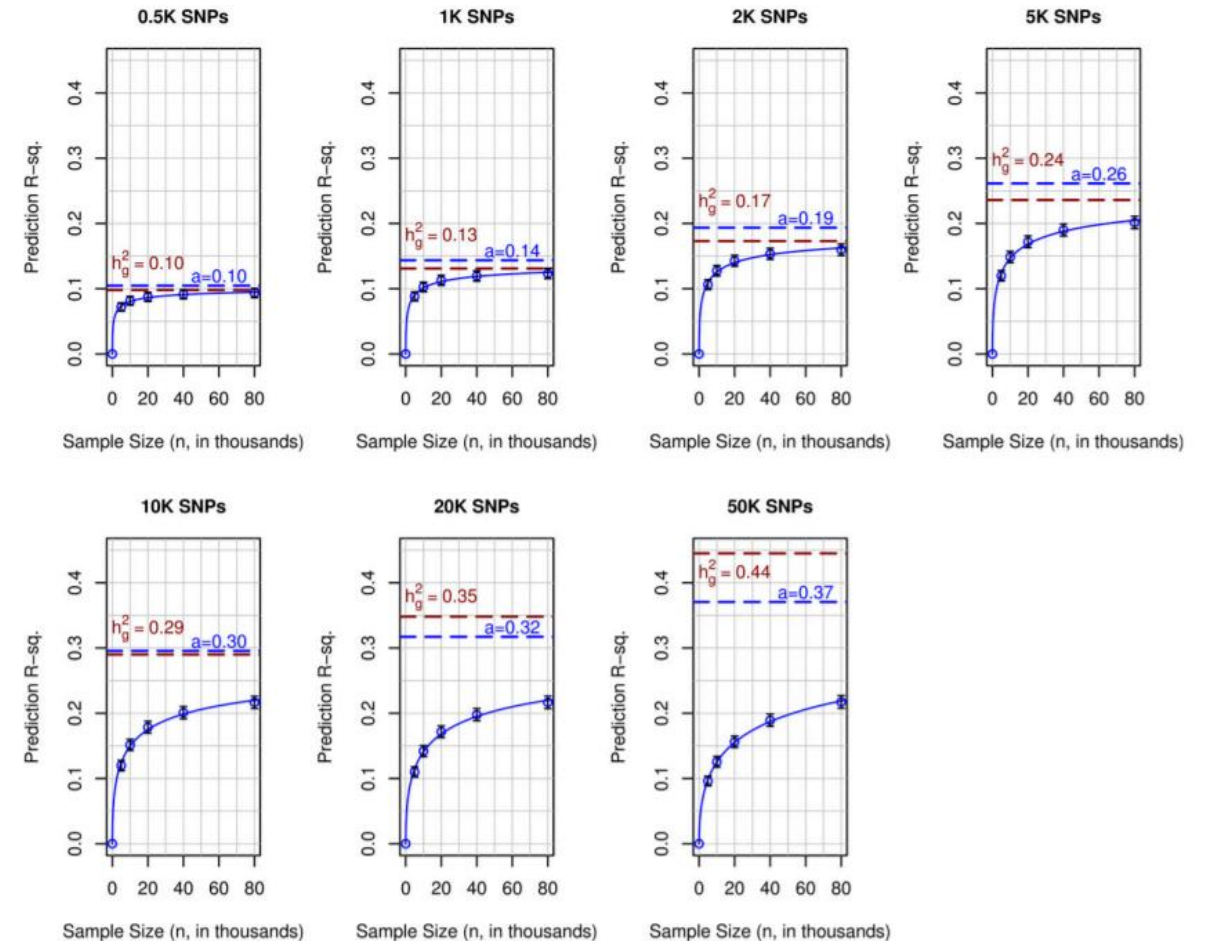 0.5K SNPs
Prediction R−sq.
0.0 0.1 0.2 0.3 0.4
h²g = 0.10
a=0.10
0 20 40 60 80
Sample Size (n, in thousands)
1K SNPs
Prediction R−sq.
0.0 0.1 0.2 0.3 0.4
h²g = 0.13
a=0.14
0 20 40 60 80
Sample Size (n, in thousands)
2K SNPs
Prediction R−sq.
0.0 0.1 0.2 0.3 0.4
h²g = 0.17
a=0.19
0 20 40 60 80
Sample Size (n, in thousands)
5K SNPs
Prediction R−sq.
0.0 0.1 0.2 0.3 0.4
h²g = 0.24
a=0.26
0 20 40 60 80
Sample Size (n, in thousands)
10K SNPs
Prediction R−sq.
0.0 0.1 0.2 0.3 0.4
h²g = 0.29
a=0.30
0 20 40 60 80
Sample Size (n, in thousands)
20K SNPs
Prediction R−sq.
0.0 0.1 0.2 0.3 0.4
h²g = 0.35
a=0.32
0 20 40 60 80
Sample Size (n, in thousands)
50K SNPs
Prediction R−sq.
0.0 0.1 0.2 0.3 0.4
h²g = 0.44
a=0.37
0 20 40 60 80
Sample Size (n, in thousands)